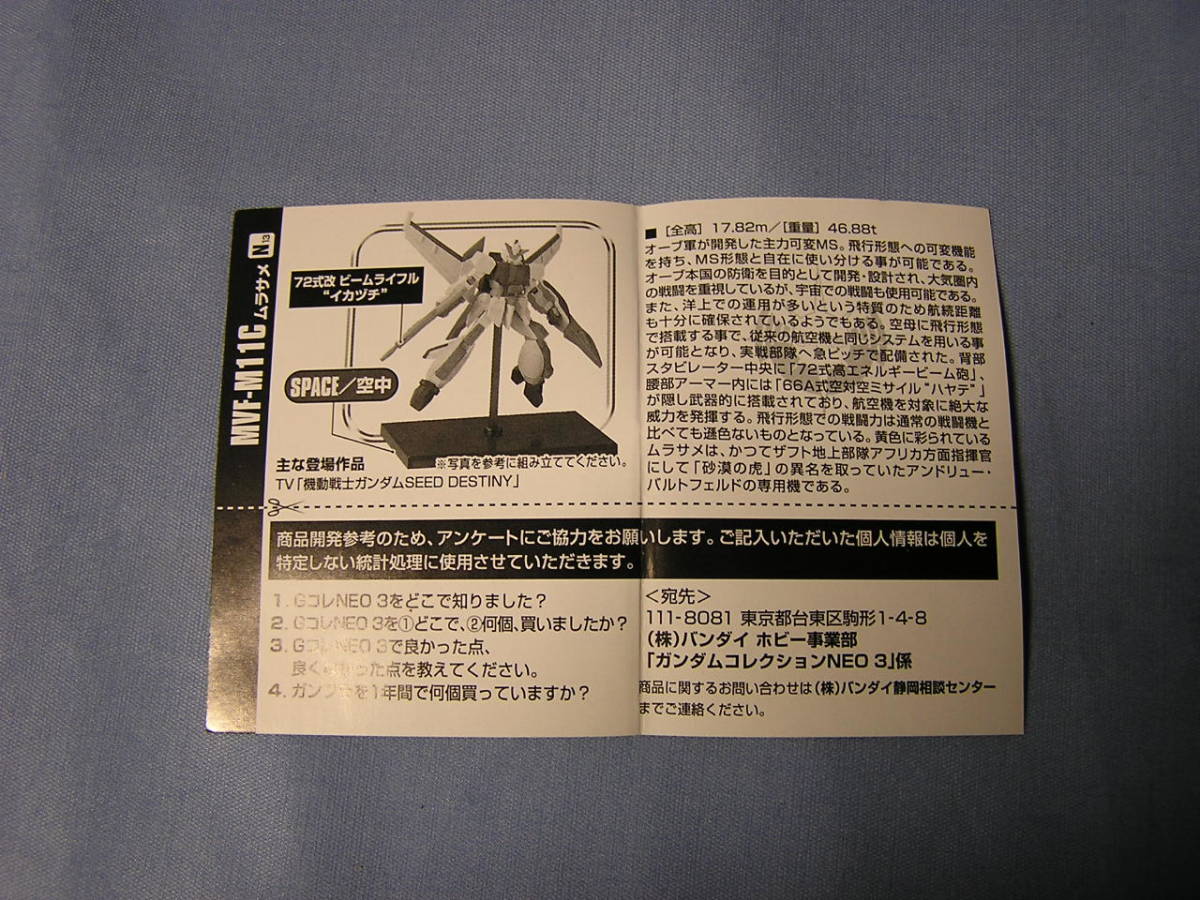 MVF-M11C ムラサメ N13
72式改 ビームライフル
“イカヅチ”
SPACE／空中
※写真を参考に組み立ててください。
主な登場作品
TV「機動戦士ガンダムSEED DESTINY」
■ [全高] 17.82m／[重量] 46.88t
オーブ軍が開発した主力可変MS。飛行形態への可変機能
を持ち、MS形態と自在に使い分ける事が可能である。
オーブ本国の防衛を目的として開発・設計され、大気圏内
の戦闘を重視しているが、宇宙での戦闘も使用可能である。
また、洋上での運用が多いという特質のため航続距離
も十分に確保されているようでもある。空母に飛行形態
で搭載する事で、従来の航空機と同じシステムを用いる事
が可能となり、実戦部隊へ急ピッチで配備された。背部
スタビレーター中央に「72式高エネルギービーム砲」、
腰部アーマー内には「66A式空対空ミサイル“ハヤテ”」
が隠し武器的に搭載されており、航空機を対象に絶大な
威力を発揮する。飛行形態での戦闘力は通常の戦闘機と
比べても遜色ないものとなっている。黄色に彩られている
ムラサメは、かつてザフト地上部隊アフリカ方面指揮官
にして「砂漠の虎」の異名を取っていたアンドリュー・
バルトフェルドの専用機である。
商品開発参考のため、アンケートにご協力をお願いします。ご記入いただいた個人情報は個人を
特定しない統計処理に使用させていただきます。
1. GコレNEO 3をどこで知りました？
2. GコレNEO 3を①どこで、②何個、買いましたか？
3. GコレNEO 3で良かった点、
良くなかった点を教えてください。
4. ガンプラを1年間で何個買っていますか？
＜宛先＞
111-8081 東京都台東区駒形1-4-8
(株)バンダイ ホビー事業部
「ガンダムコレクションNEO 3」係
商品に関するお問い合わせは(株)バンダイ静岡相談センター
までご連絡ください。